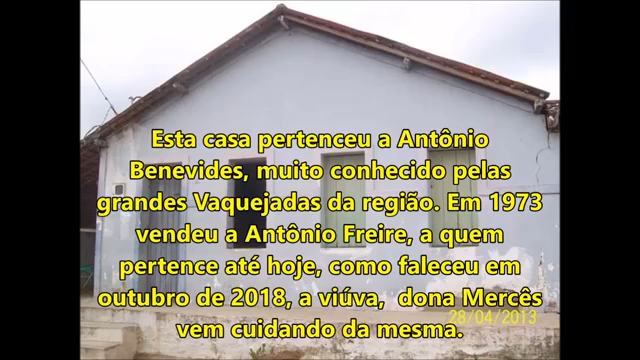 Esta casa pertenceu a Antônio
Benevides, muito conhecido pelas
grandes Vaquejadas da região. Em 1973
vendeu a Antônio Freire, a quem
pertence até hoje, como faleceu em
outubro de 2018, a viúva, dona Mercês
28/04/2013
vem cuidando da mesma.